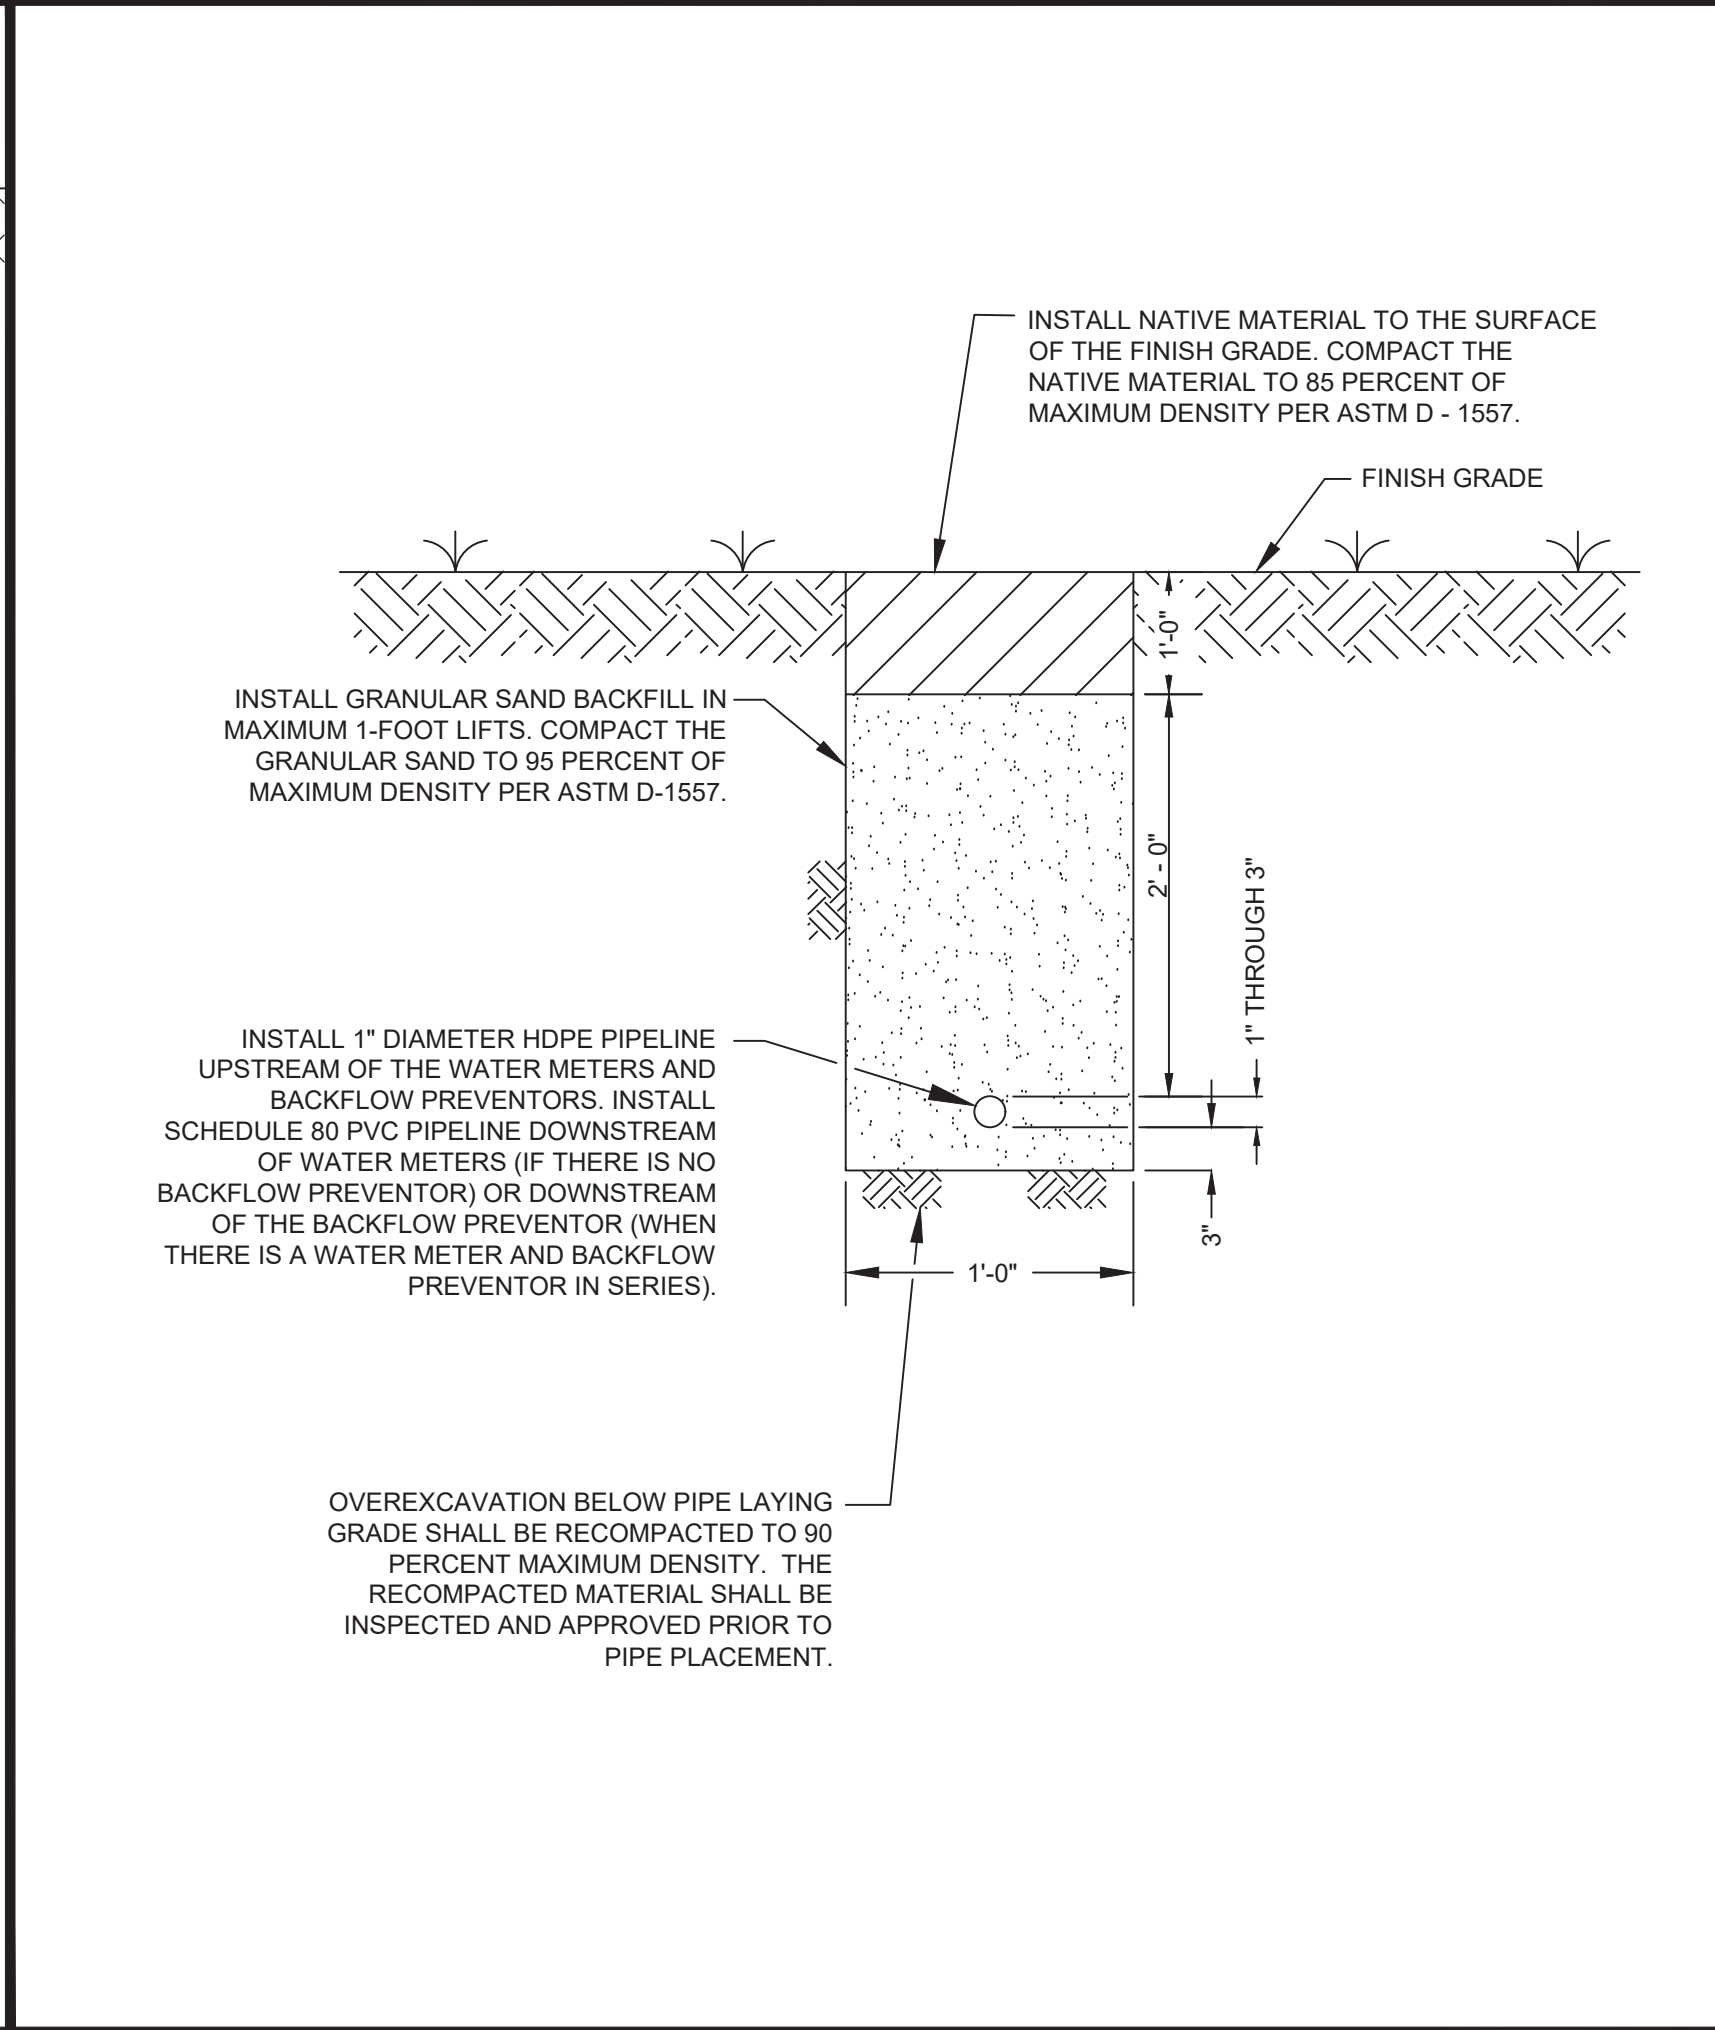 INSTALL NATIVE MATERIAL TO THE SURFACE
OF THE FINISH GRADE. COMPACT THE
NATIVE MATERIAL TO 85 PERCENT OF
MAXIMUM DENSITY PER ASTM D - 1557.
FINISH GRADE
1'-0"
INSTALL GRANULAR SAND BACKFILL IN
MAXIMUM 1-FOOT LIFTS. COMPACT THE
GRANULAR SAND TO 95 PERCENT OF
MAXIMUM DENSITY PER ASTM D-1557.
2' - 0"
1" THROUGH 3"
INSTALL 1" DIAMETER HDPE PIPELINE
UPSTREAM OF THE WATER METERS AND
BACKFLOW PREVENTORS. INSTALL
SCHEDULE 80 PVC PIPELINE DOWNSTREAM
OF WATER METERS (IF THERE IS NO
BACKFLOW PREVENTOR) OR DOWNSTREAM
OF THE BACKFLOW PREVENTOR (WHEN
THERE IS A WATER METER AND BACKFLOW
PREVENTOR IN SERIES).
3"
1'-0"
OVEREXCAVATION BELOW PIPE LAYING
GRADE SHALL BE RECOMPACTED TO 90
PERCENT MAXIMUM DENSITY.  THE
RECOMPACTED MATERIAL SHALL BE
INSPECTED AND APPROVED PRIOR TO
PIPE PLACEMENT.